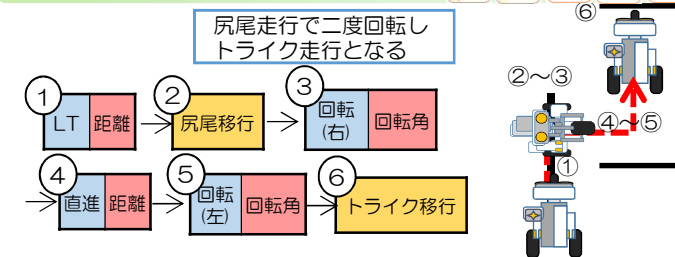 尻尾走行で二度回転し
トライク走行となる
①
LT 距離
②
尻尾移行
③
回転
(右)
回転角
④
直進 距離
⑤
回転
(左)
回転角
⑥
トライク移行
⑥
②～③
④～⑤
①